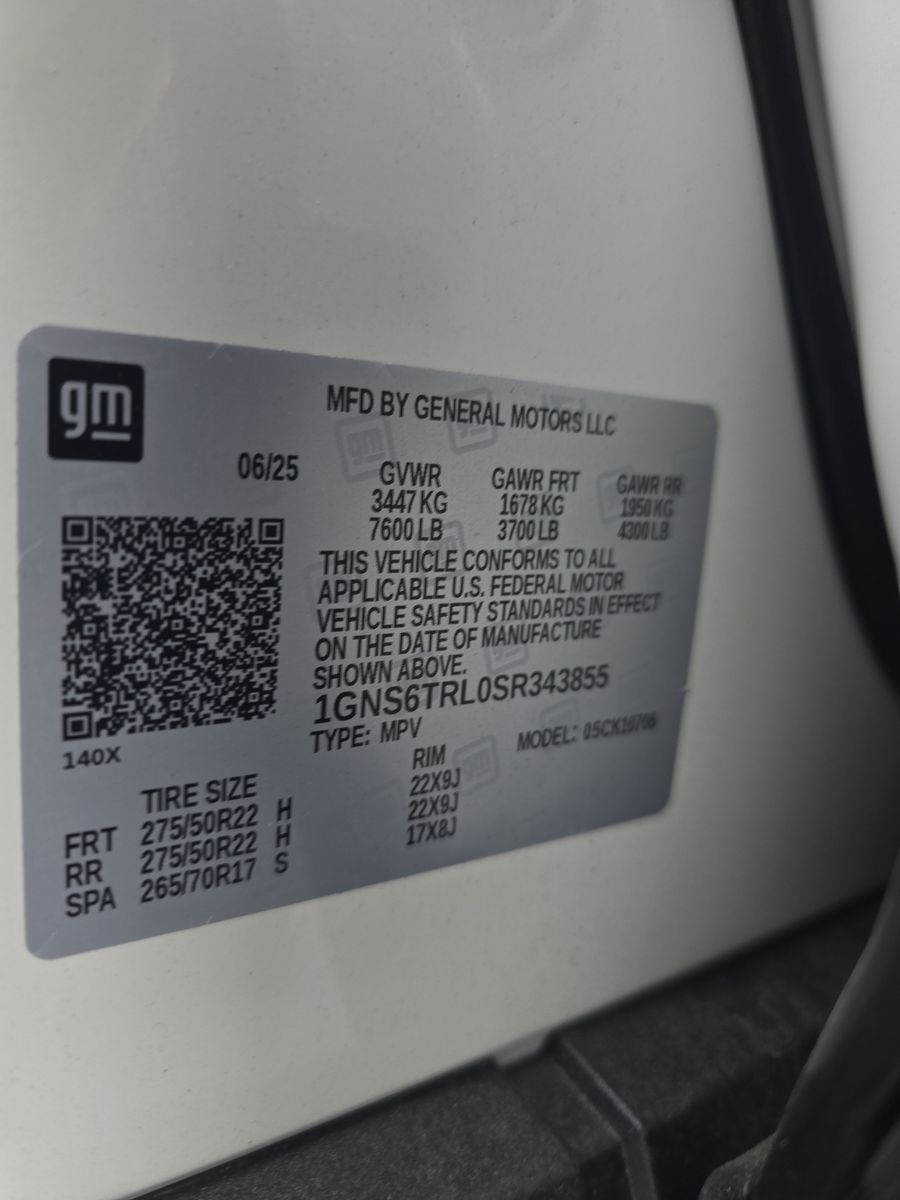 gm
MFD BY GENERAL MOTORS LLC
06/25
GVWR GAWR FRT GAWR RR
3447 KG 1678 KG 1950 KG
7600 LB 3700 LB 4300 LB
THIS VEHICLE CONFORMS TO ALL
APPLICABLE U.S. FEDERAL MOTOR
VEHICLE SAFETY STANDARDS IN EFFECT
ON THE DATE OF MANUFACTURE
SHOWN ABOVE.
1GNS6TRL0SR343855
TYPE: MPV MODEL: 05CK10706
140X
TIRE SIZE RIM
FRT 275/50R22 H 22X9J
RR 275/50R22 H 22X9J
SPA 265/70R17 S 17X8J